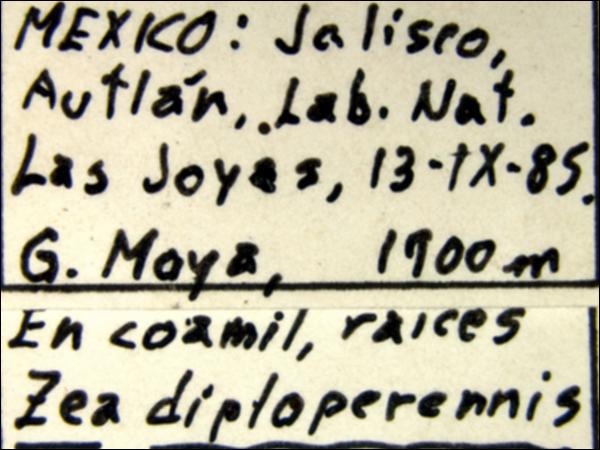 MEXICO: Jalisco,
Autlán, Lab. Nat.
Las Joyas, 13-IX-85.
G. Moya, 1900 m
En coamil, raices
Zea diploperennis